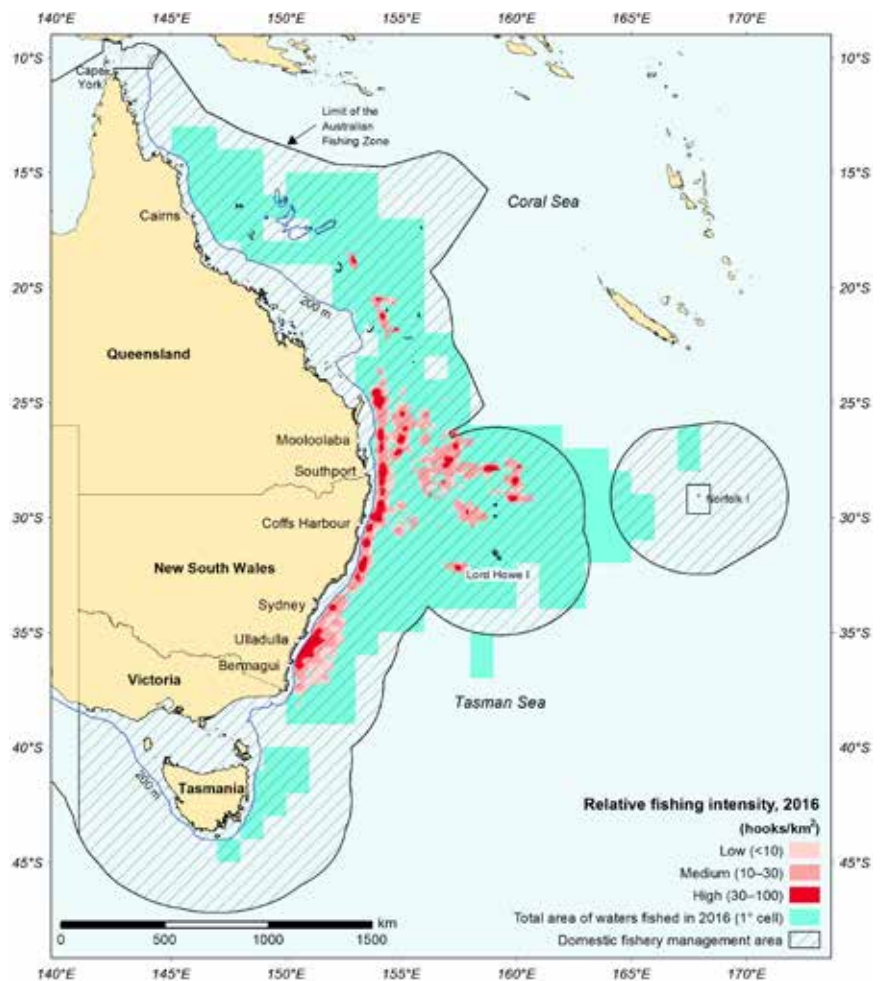 140°E 145°E 150°E 155°E 160°E 165°E 170°E
10°S
10°S
Cape
York
Limit of the
Australian
Fishing Zone
15°S
15°S
Coral Sea
Cairns
20°S
20°S
200 m
Queensland
25°S
25°S
Mooloolaba
Southport
Norfolk I
30°S
30°S
Coffs Harbour
New South Wales
Lord Howe I
Sydney
Ulladulla
35°S
35°S
Bermagui
Victoria
Tasman Sea
40°S
40°S
200 m
Tasmania
45°S
45°S
Relative fishing intensity, 2016
(hooks/km²)
Low (<10)
Medium (10–30)
High (30–100)
Total area of waters fished in 2016 (1° cell)
Domestic fishery management area
km
0 500 1000 1500
140°E 145°E 150°E 155°E 160°E 165°E 170°E